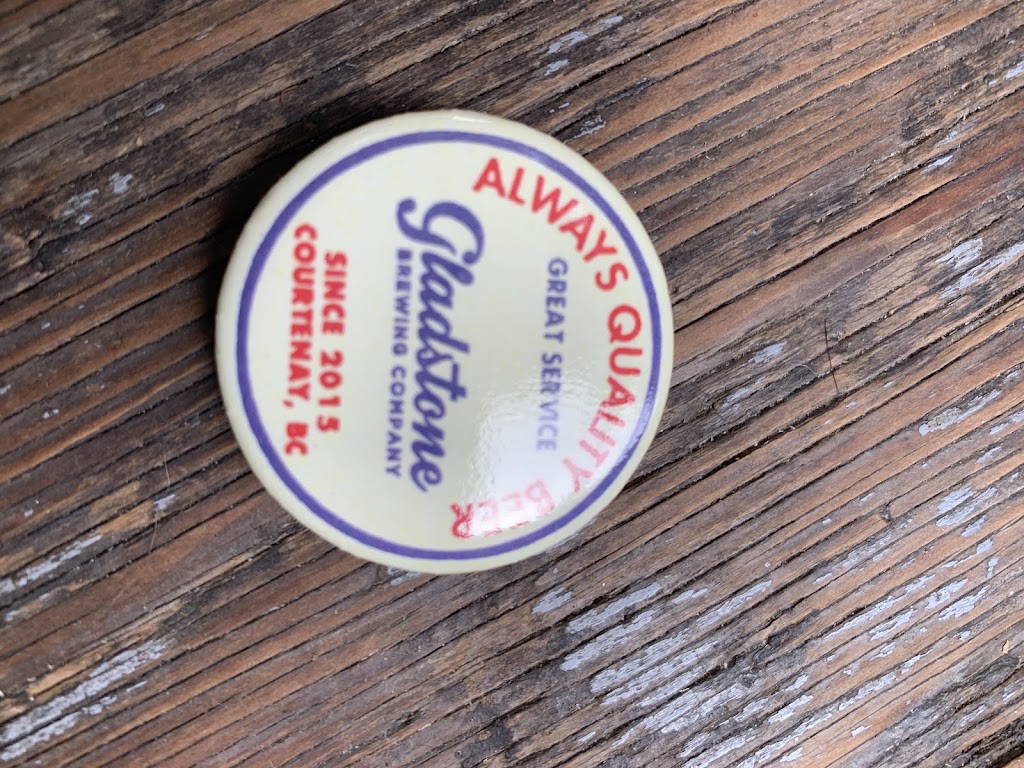 ALWAYS QUALITY BEER
GREAT SERVICE
Gladstone
BREWING COMPANY
SINCE 2015
COURTENAY, BC